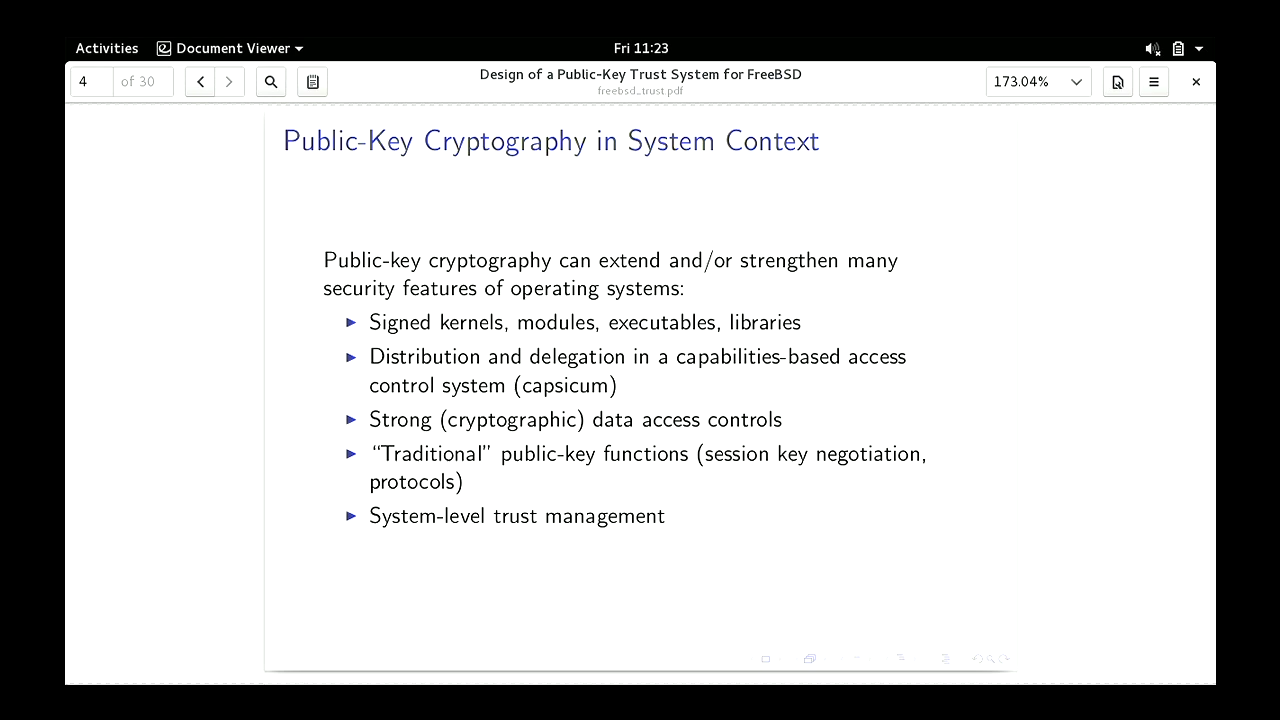 Activities
Document Viewer
Fri 11:23
4
of 30
Design of a Public-Key Trust System for FreeBSD
freebsd_trust.pdf
173.04%
Public-Key Cryptography in System Context
Public-key cryptography can extend and/or strengthen many
security features of operating systems:
Signed kernels, modules, executables, libraries
Distribution and delegation in a capabilities-based access
control system (capsicum)
Strong (cryptographic) data access controls
“Traditional” public-key functions (session key negotiation,
protocols)
System-level trust management